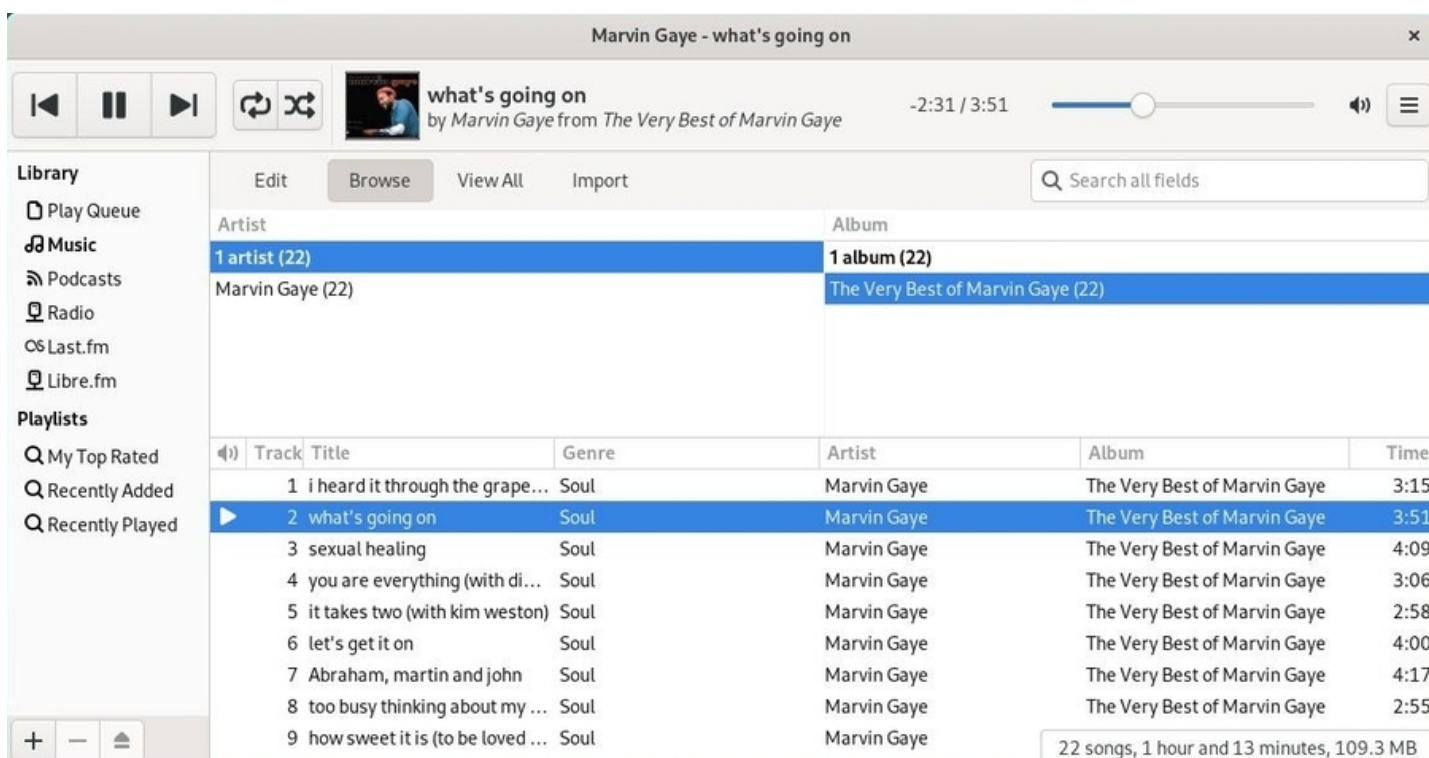 Marvin Gaye - what's going on
what's going on
by Marvin Gaye from The Very Best of Marvin Gaye
-2:31 / 3:51
Library
Play Queue
Music
Podcasts
Radio
Last.fm
Libre.fm
Playlists
My Top Rated
Recently Added
Recently Played
Edit Browse View All Import
Search all fields
Artist Album
1 artist (22) 1 album (22)
Marvin Gaye (22) The Very Best of Marvin Gaye (22)
Track Title Genre Artist Album Time
1 i heard it through the grape... Soul Marvin Gaye The Very Best of Marvin Gaye 3:15
2 what's going on Soul Marvin Gaye The Very Best of Marvin Gaye 3:51
3 sexual healing Soul Marvin Gaye The Very Best of Marvin Gaye 4:09
4 you are everything (with di... Soul Marvin Gaye The Very Best of Marvin Gaye 3:06
5 it takes two (with kim weston) Soul Marvin Gaye The Very Best of Marvin Gaye 2:58
6 let's get it on Soul Marvin Gaye The Very Best of Marvin Gaye 4:00
7 Abraham, martin and john Soul Marvin Gaye The Very Best of Marvin Gaye 4:17
8 too busy thinking about my ... Soul Marvin Gaye The Very Best of Marvin Gaye 2:55
9 how sweet it is (to be loved ... Soul Marvin Gaye
22 songs, 1 hour and 13 minutes, 109.3 MB